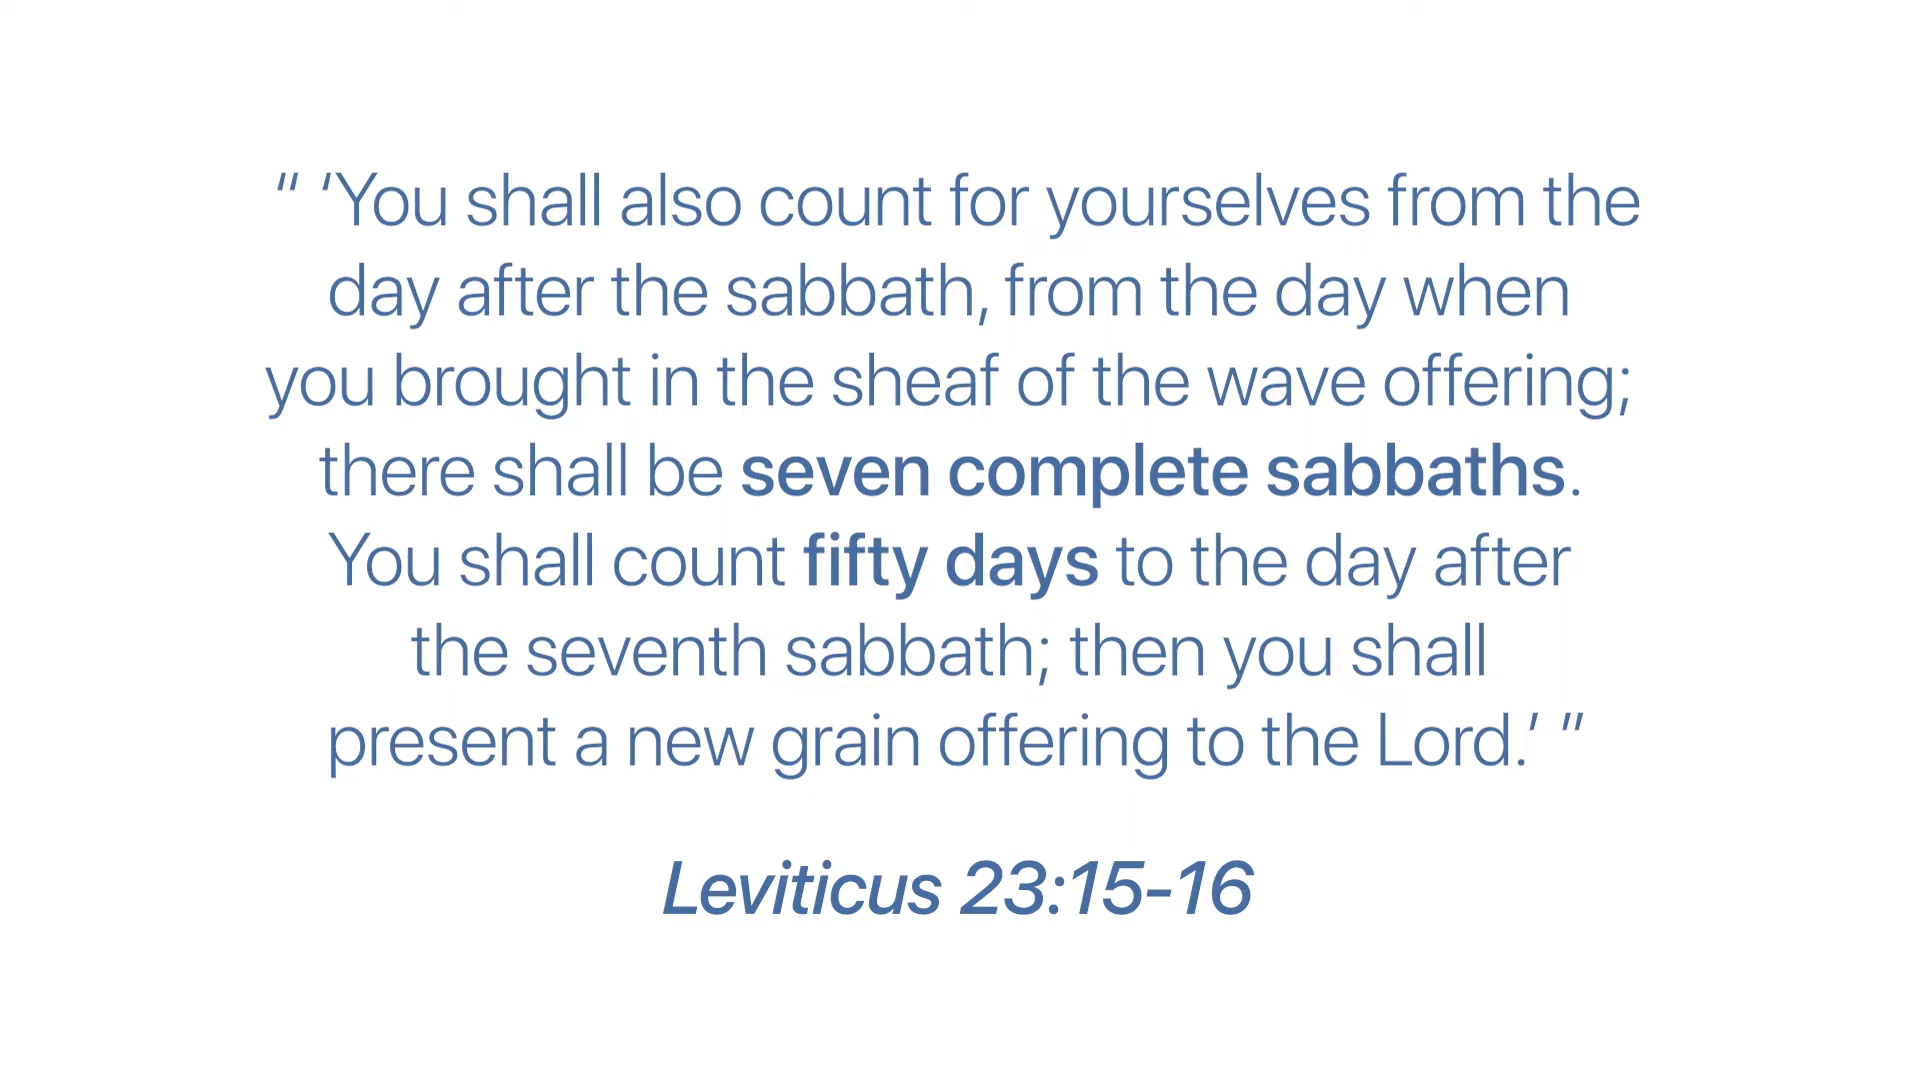 “ ‘You shall also count for yourselves from the
day after the sabbath, from the day when
you brought in the sheaf of the wave offering;
there shall be seven complete sabbaths.
You shall count fifty days to the day after
the seventh sabbath; then you shall
present a new grain offering to the Lord.’ ”
Leviticus 23:15-16